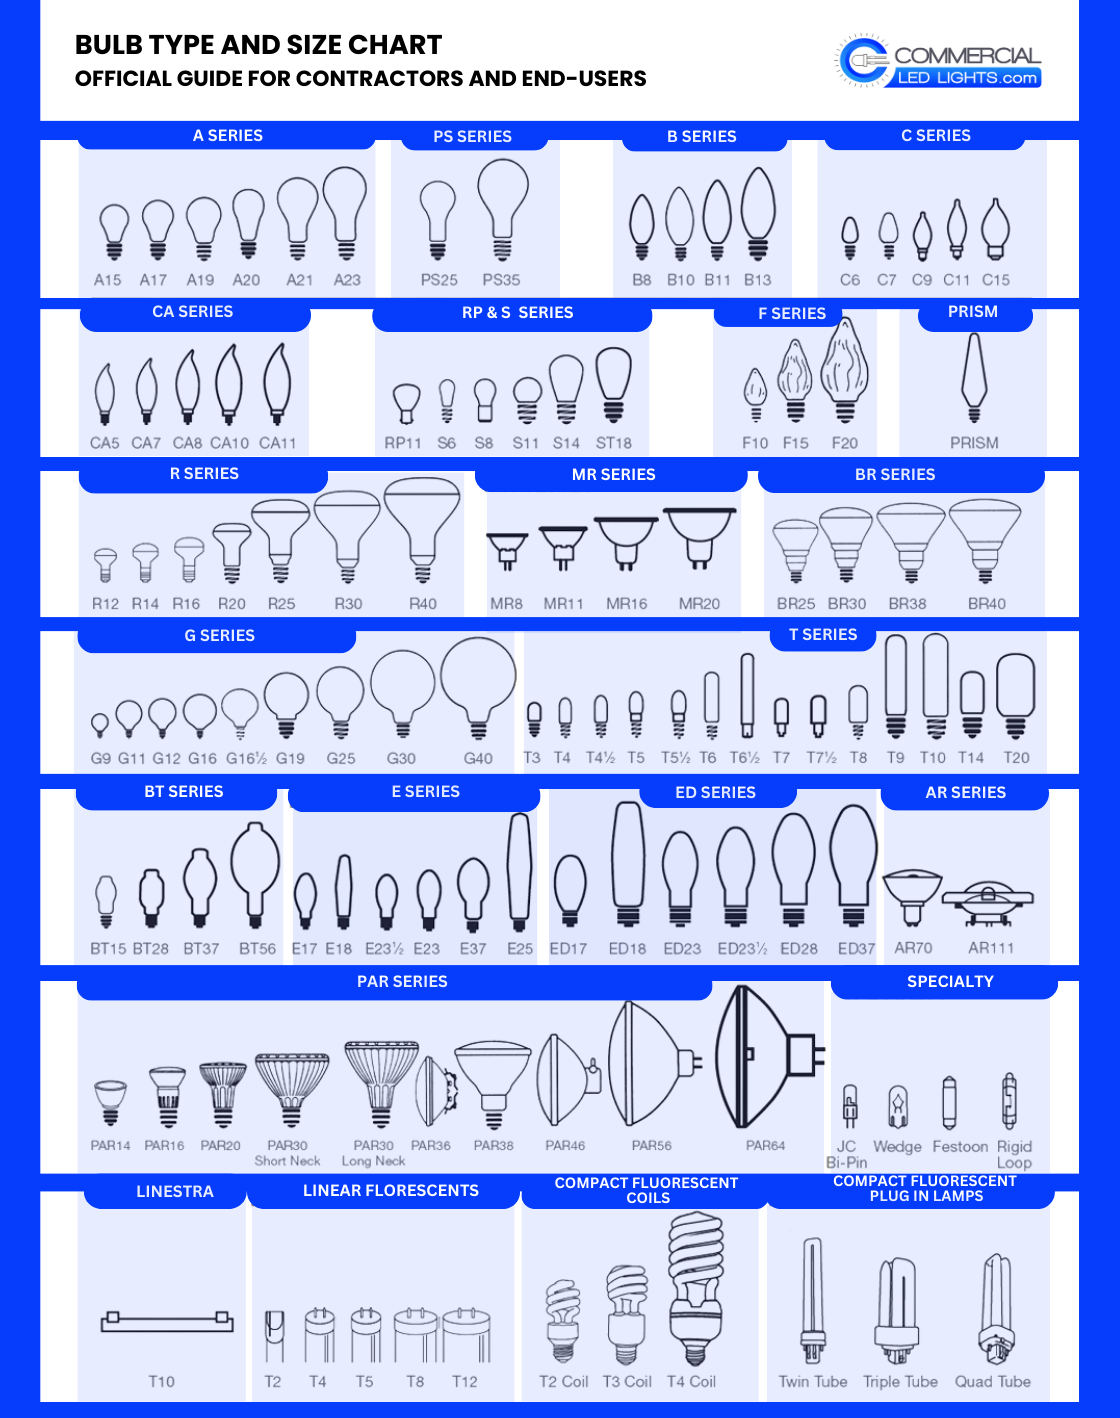 BULB TYPE AND SIZE CHART
OFFICIAL GUIDE FOR CONTRACTORS AND END-USERS
COMMERCIAL
LED LIGHTS.com
A SERIES
A15 A17 A19 A20 A21 A23
PS SERIES
PS25 PS35
B SERIES
B8 B10 B11 B13
C SERIES
C6 C7 C9 C11 C15
CA SERIES
CA5 CA7 CA8 CA10 CA11
RP & S SERIES
RP11 S6 S8 S11 S14 ST18
F SERIES
F10 F15 F20
PRISM
PRISM
R SERIES
R12 R14 R16 R20 R25 R30 R40
MR SERIES
MR8 MR11 MR16 MR20
BR SERIES
BR25 BR30 BR38 BR40
G SERIES
G9 G11 G12 G16 G16½ G19 G25 G30 G40
T SERIES
T3 T4 T4½ T5 T5½ T6 T6½ T7 T7½ T8 T9 T10 T14 T20
BT SERIES
BT15 BT28 BT37 BT56
E SERIES
E17 E18 E23½ E23 E37 E25
ED SERIES
ED17 ED18 ED23 ED23½ ED28 ED37
AR SERIES
AR70 AR111
PAR SERIES
PAR14 PAR16 PAR20 PAR30 PAR30 PAR36 PAR38 PAR46 PAR56 PAR64
Short Neck Long Neck
SPECIALTY
JC Wedge Festoon Rigid
Bi-Pin Loop
LINESTRA
T10
LINEAR FLORESCENTS
T2 T4 T5 T8 T12
COMPACT FLUORESCENT
COILS
T2 Coil T3 Coil T4 Coil
COMPACT FLUORESCENT
PLUG IN LAMPS
Twin Tube Triple Tube Quad Tube